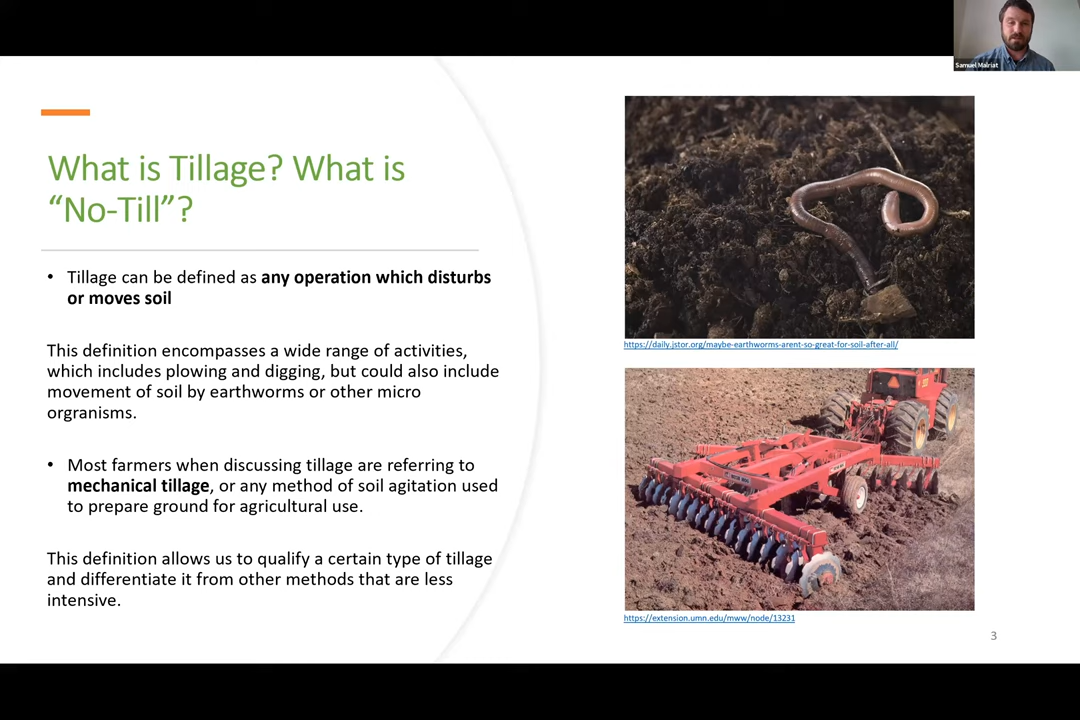 Samuel Malriat
What is Tillage? What is
“No-Till”?
• Tillage can be defined as any operation which disturbs
or moves soil
This definition encompasses a wide range of activities,
which includes plowing and digging, but could also include
movement of soil by earthworms or other micro
orgranisms.
• Most farmers when discussing tillage are referring to
mechanical tillage, or any method of soil agitation used
to prepare ground for agricultural use.
This definition allows us to qualify a certain type of tillage
and differentiate it from other methods that are less
intensive.
https://daily.jstor.org/maybe-earthworms-arent-so-great-for-soil-after-all/
https://extension.umn.edu/mww/node/13231
3